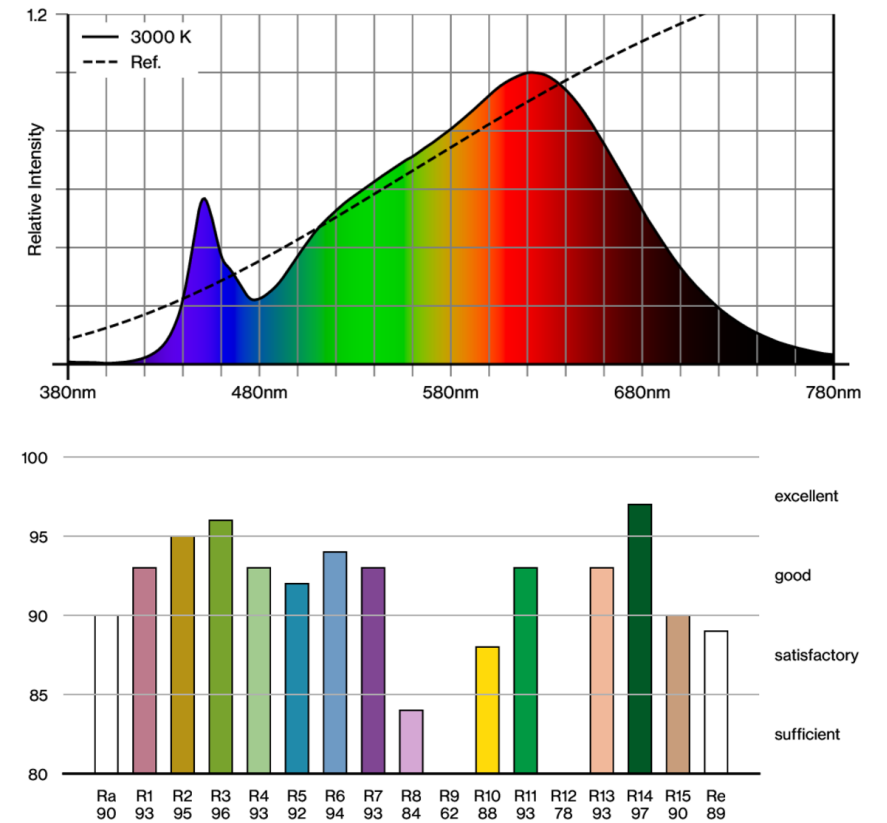 1.2
3000 K
Ref.
Relative Intensity
380nm 480nm 580nm 680nm 780nm
100
excellent
95
good
90
satisfactory
85
sufficient
80
Ra R1 R2 R3 R4 R5 R6 R7 R8 R9 R10 R11 R12 R13 R14 R15 Re
90 93 95 96 93 92 94 93 84 62 88 93 78 93 97 90 89